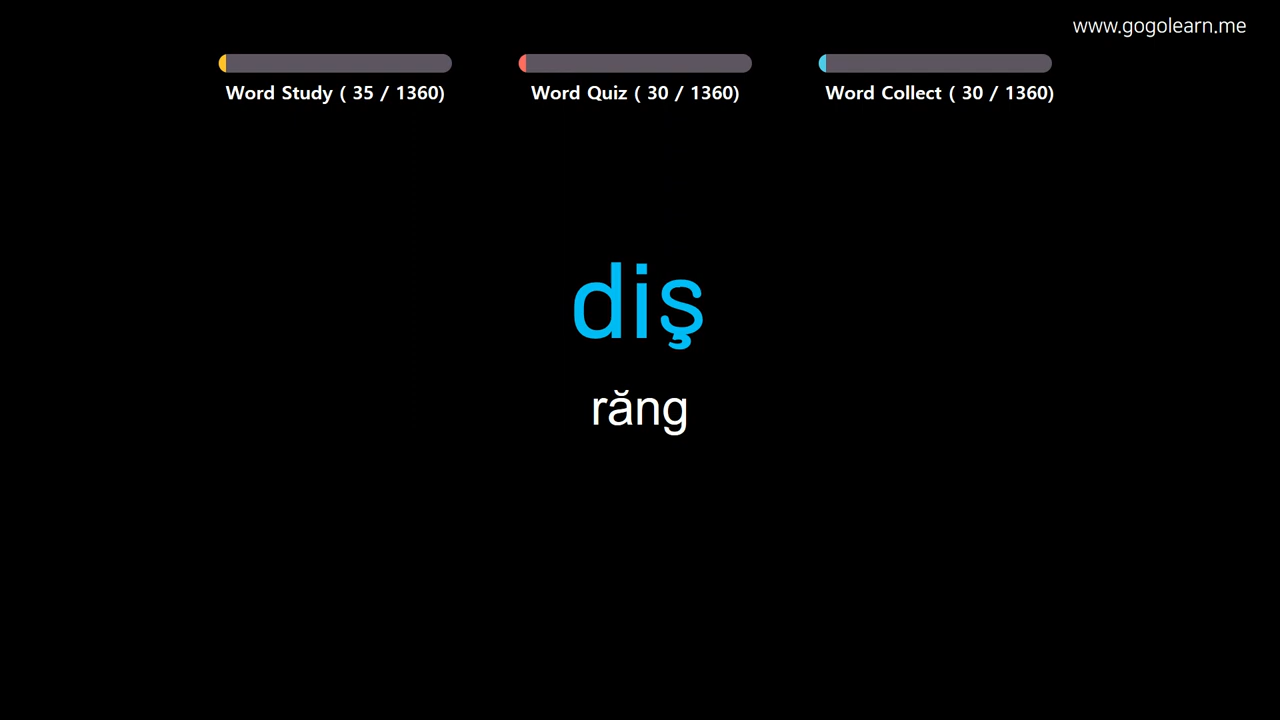 www.gogolearn.me
Word Study ( 35 / 1360)
Word Quiz ( 30 / 1360)
Word Collect ( 30 / 1360)
diş
răng